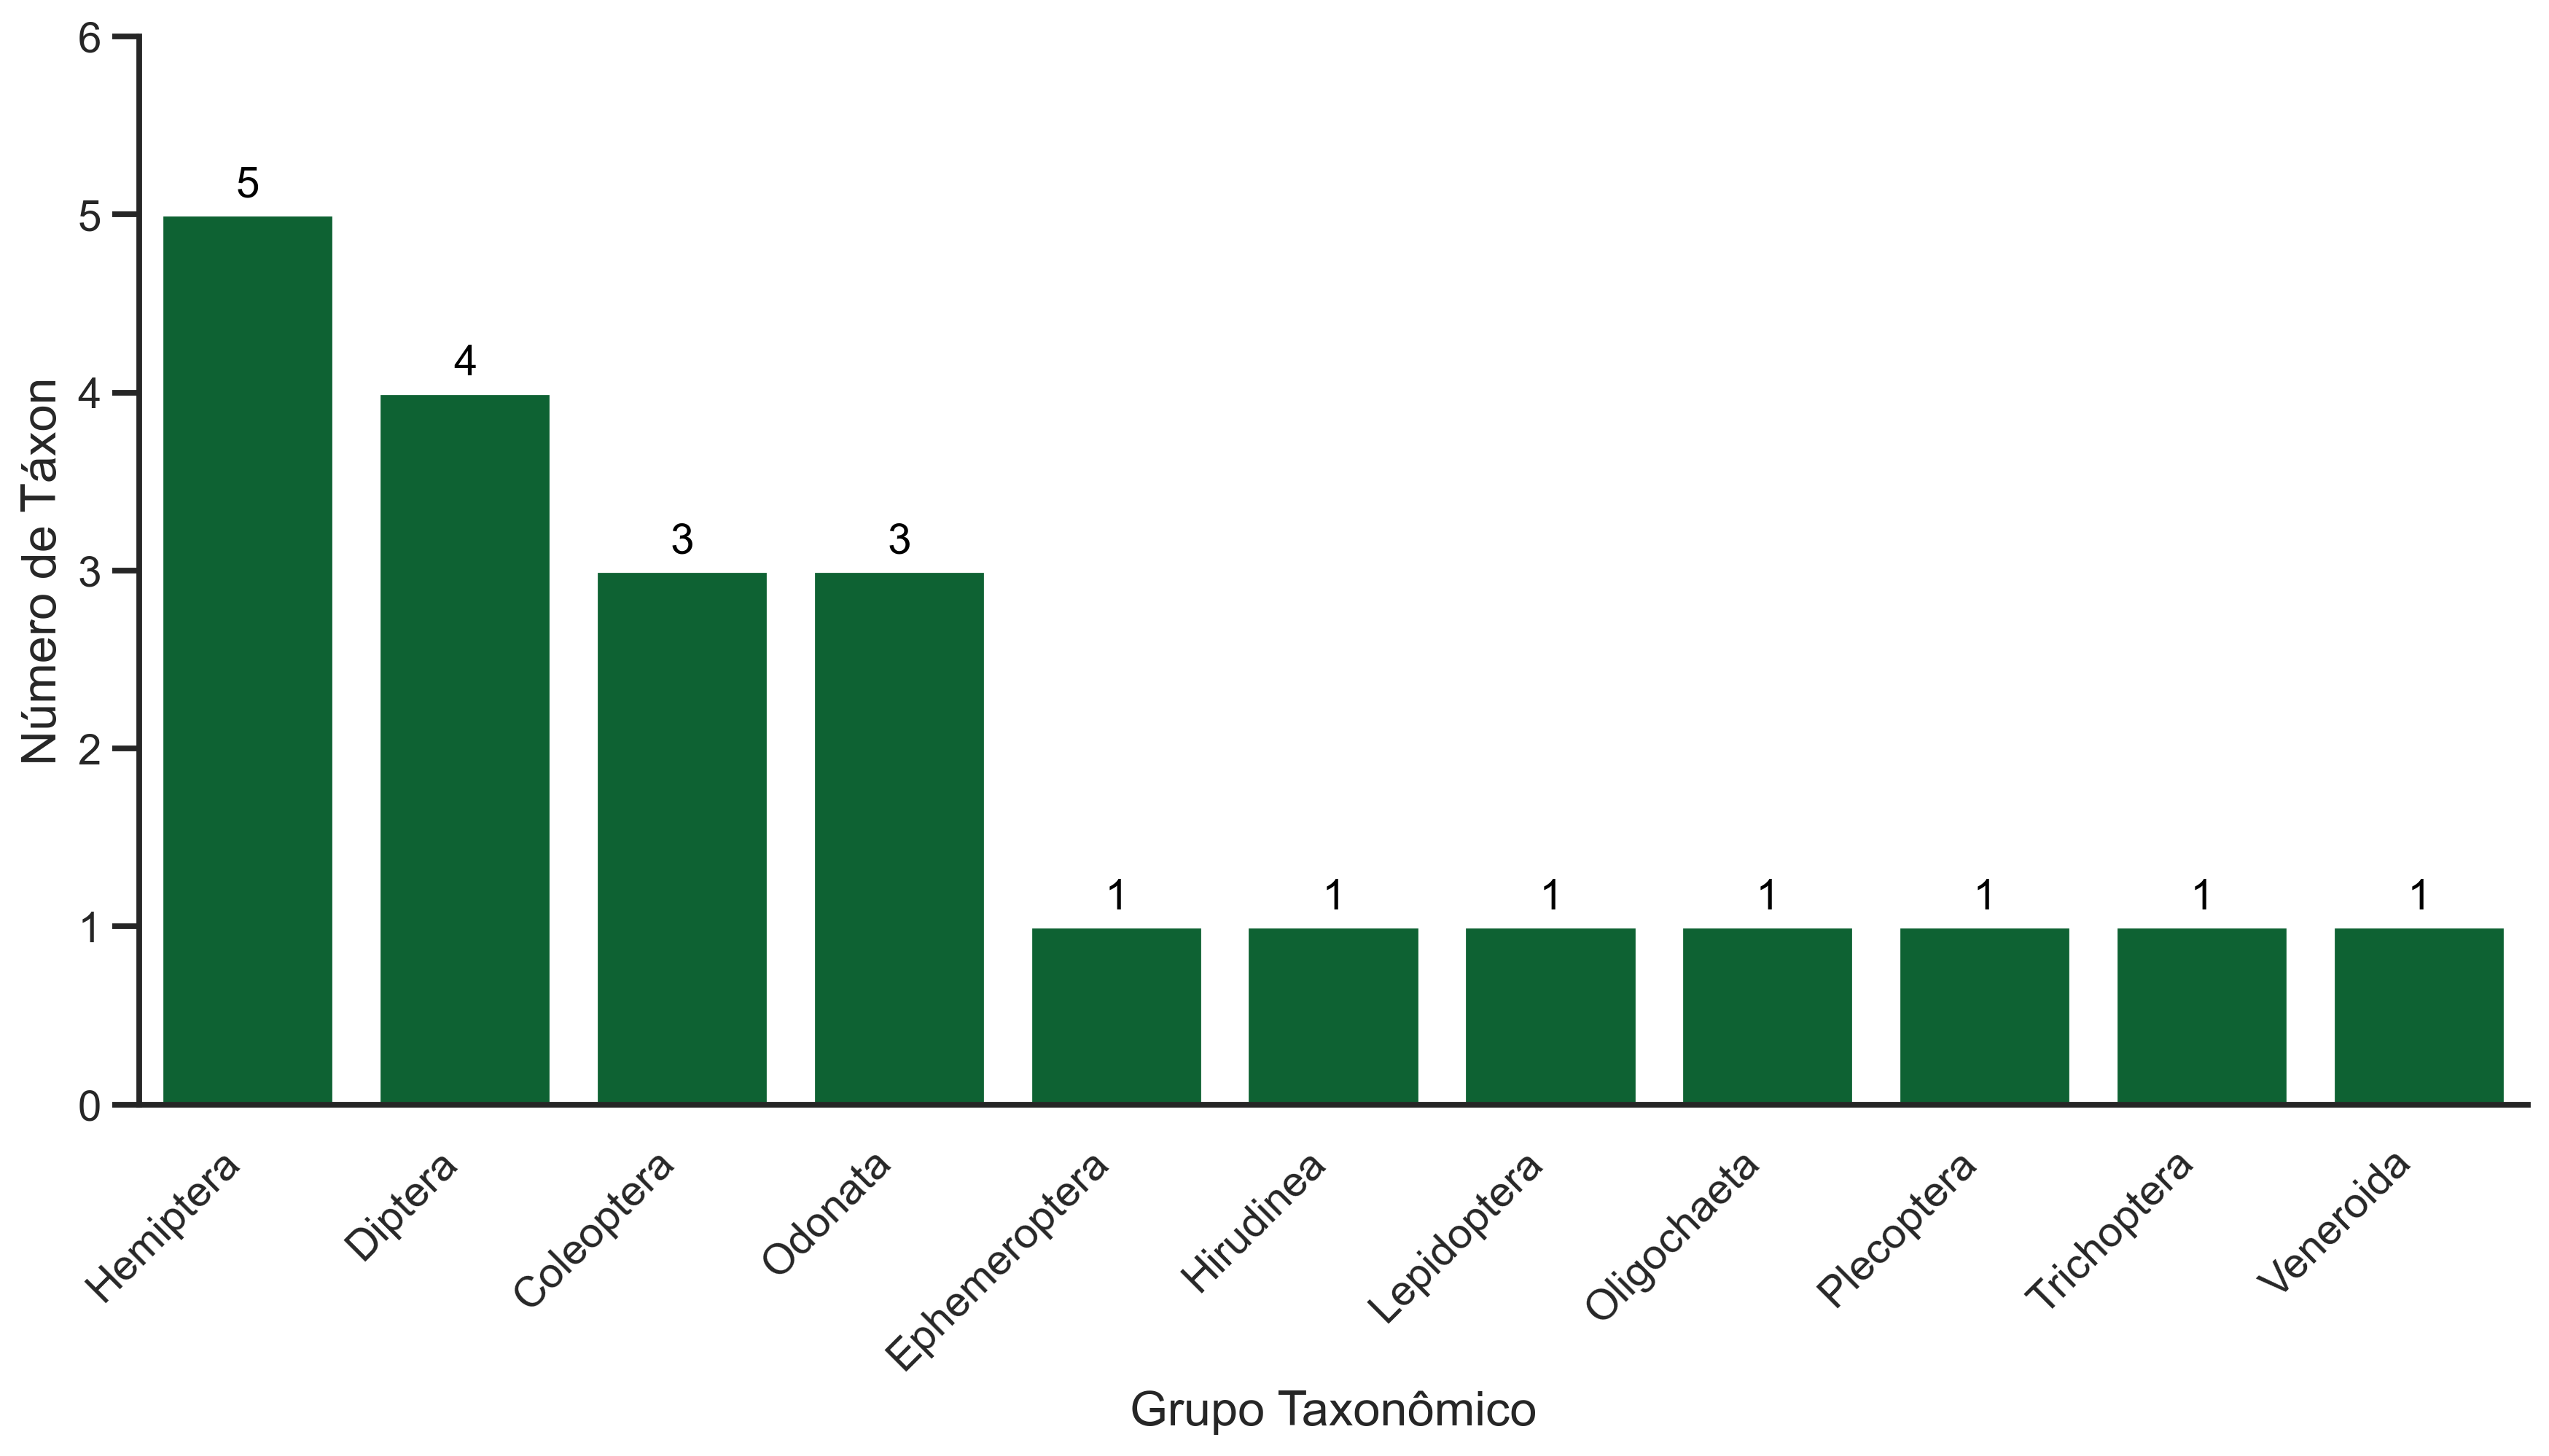 Número de Táxon
6
5
4
3
2
1
0
5
4
3
3
1
1
1
1
1
1
1
Hemiptera
Diptera
Coleoptera
Odonata
Ephemeroptera
Hirudinea
Lepidoptera
Oligochaeta
Plecoptera
Trichoptera
Veneroida
Grupo Taxonômico